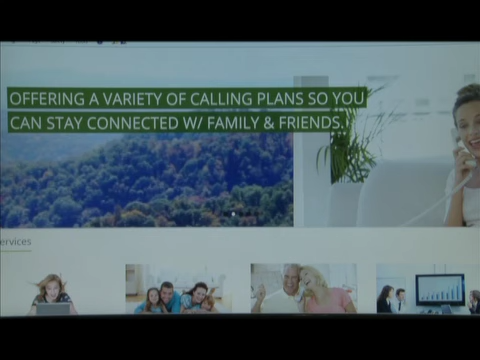 OFFERING A VARIETY OF CALLING PLANS SO YOU
CAN STAY CONNECTED W/ FAMILY & FRIENDS.
ervices